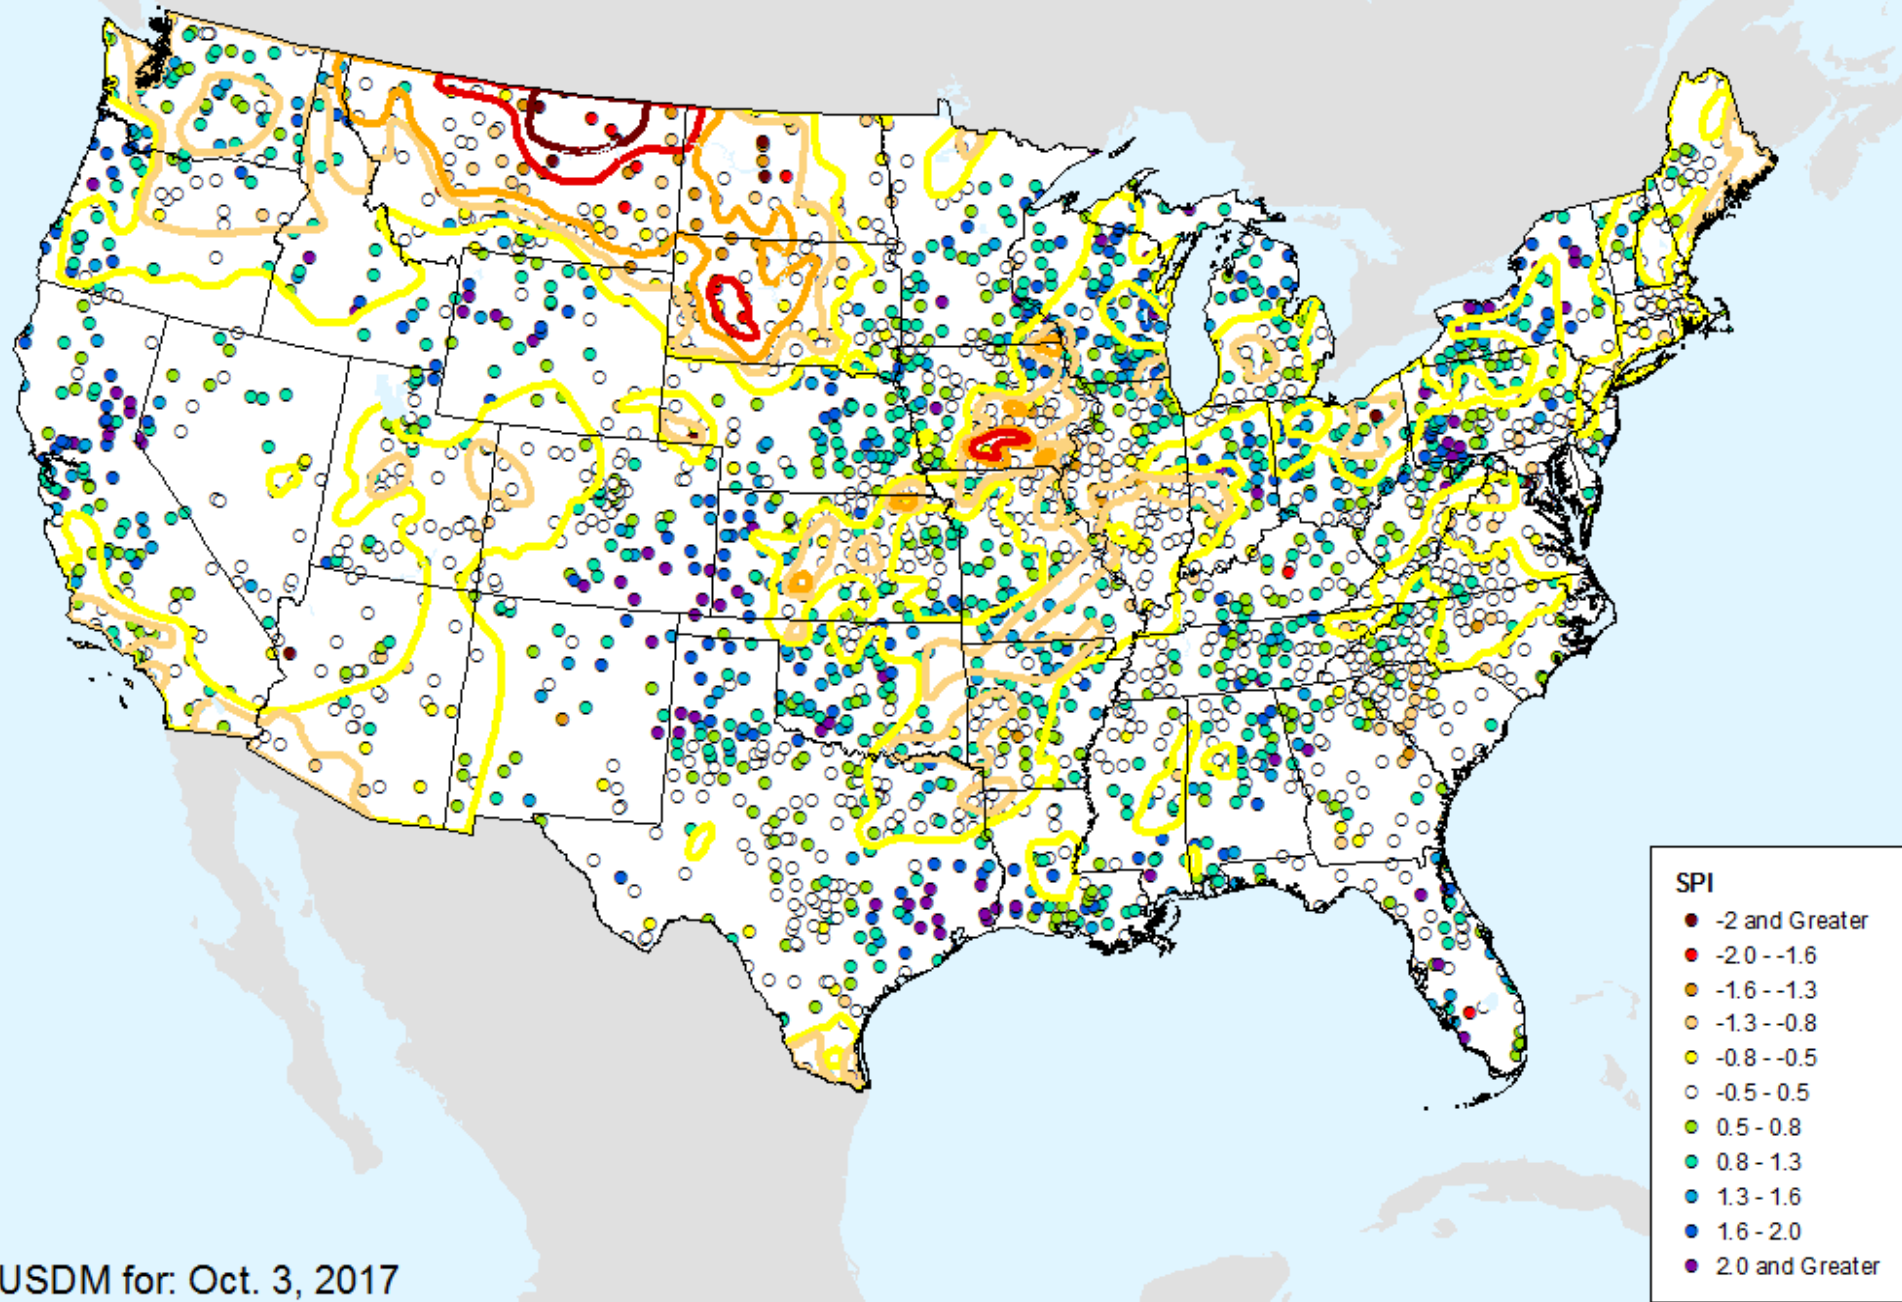 SPI
-2 and Greater
-2.0 - -1.6
-1.6 - -1.3
-1.3 - -0.8
-0.8 - -0.5
-0.5 - 0.5
0.5 - 0.8
0.8 - 1.3
1.3 - 1.6
1.6 - 2.0
2.0 and Greater
USDM for: Oct. 3, 2017